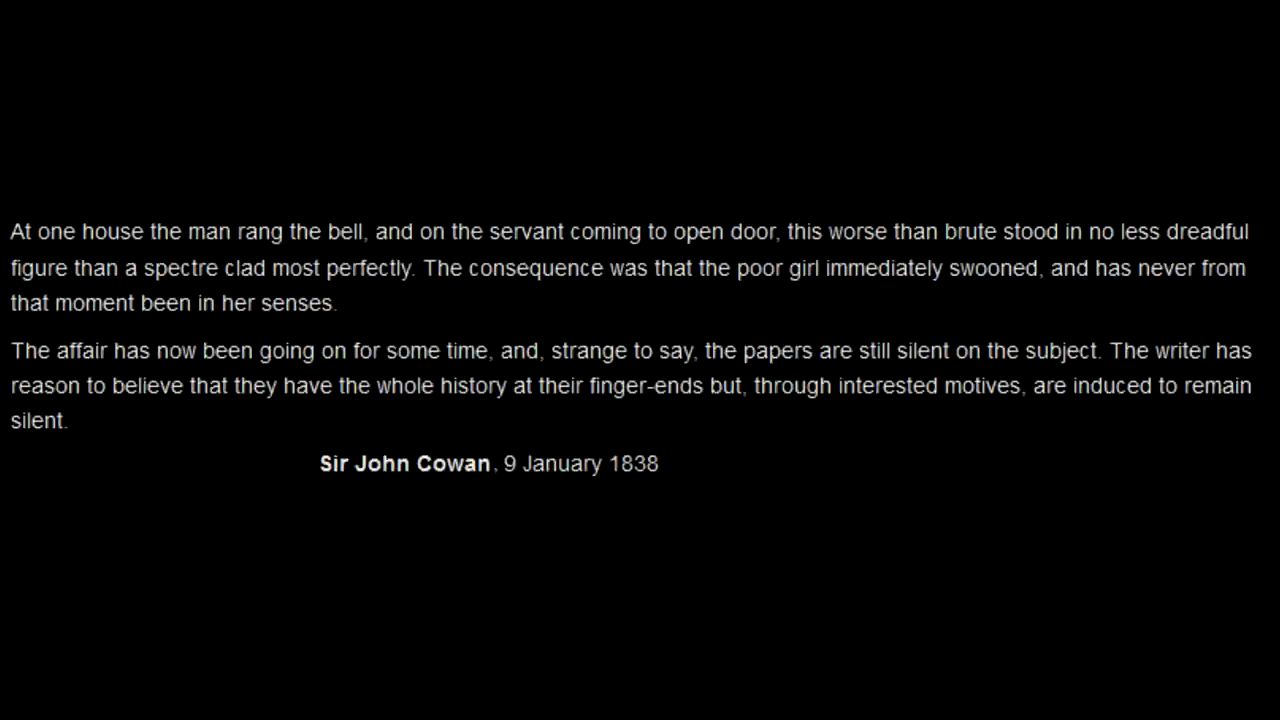 At one house the man rang the bell, and on the servant coming to open door, this worse than brute stood in no less dreadful
figure than a spectre clad most perfectly. The consequence was that the poor girl immediately swooned, and has never from
that moment been in her senses.
The affair has now been going on for some time, and, strange to say, the papers are still silent on the subject. The writer has
reason to believe that they have the whole history at their finger-ends but, through interested motives, are induced to remain
silent.
Sir John Cowan, 9 January 1838